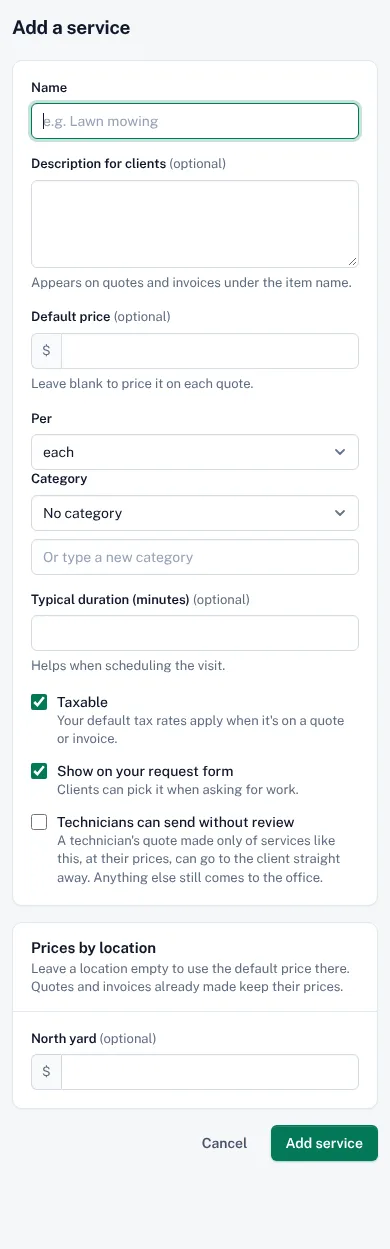 Add a service
Name
e.g. Lawn mowing
Description for clients (optional)
Appears on quotes and invoices under the item name.
Default price (optional)
$
Leave blank to price it on each quote.
Per
each
Category
No category
Or type a new category
Typical duration (minutes) (optional)
Helps when scheduling the visit.
Taxable
Your default tax rates apply when it's on a quote
or invoice.
Show on your request form
Clients can pick it when asking for work.
Technicians can send without review
A technician's quote made only of services like
this, at their prices, can go to the client straight
away. Anything else still comes to the office.
Prices by location
Leave a location empty to use the default price there.
Quotes and invoices already made keep their prices.
North yard (optional)
$
Cancel
Add service